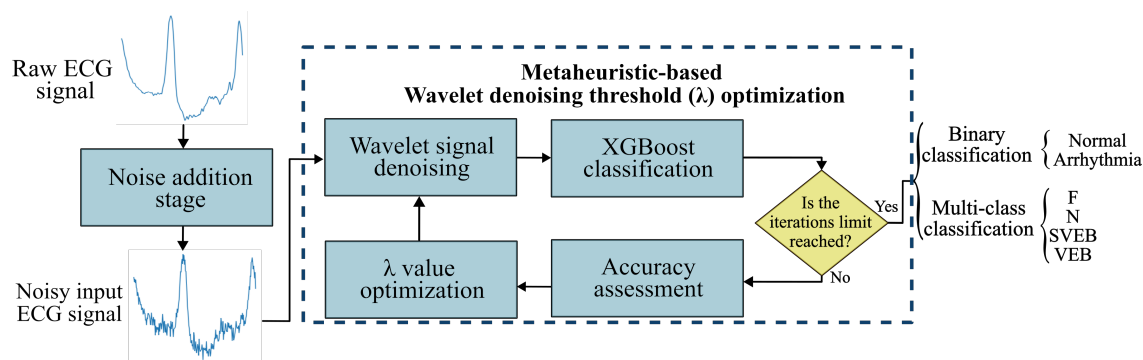 Raw ECG
signal
Noise addition
stage
Noisy input
ECG signal
Metaheuristic-based
Wavelet denoising threshold (λ) optimization
Wavelet signal
denoising
XGBoost
classification
Is the
iterations limit
reached?
Yes
No
Accuracy
assessment
λ value
optimization
Binary
classification
Normal
Arrhythmia
Multi-class
classification
F
N
SVEB
VEB